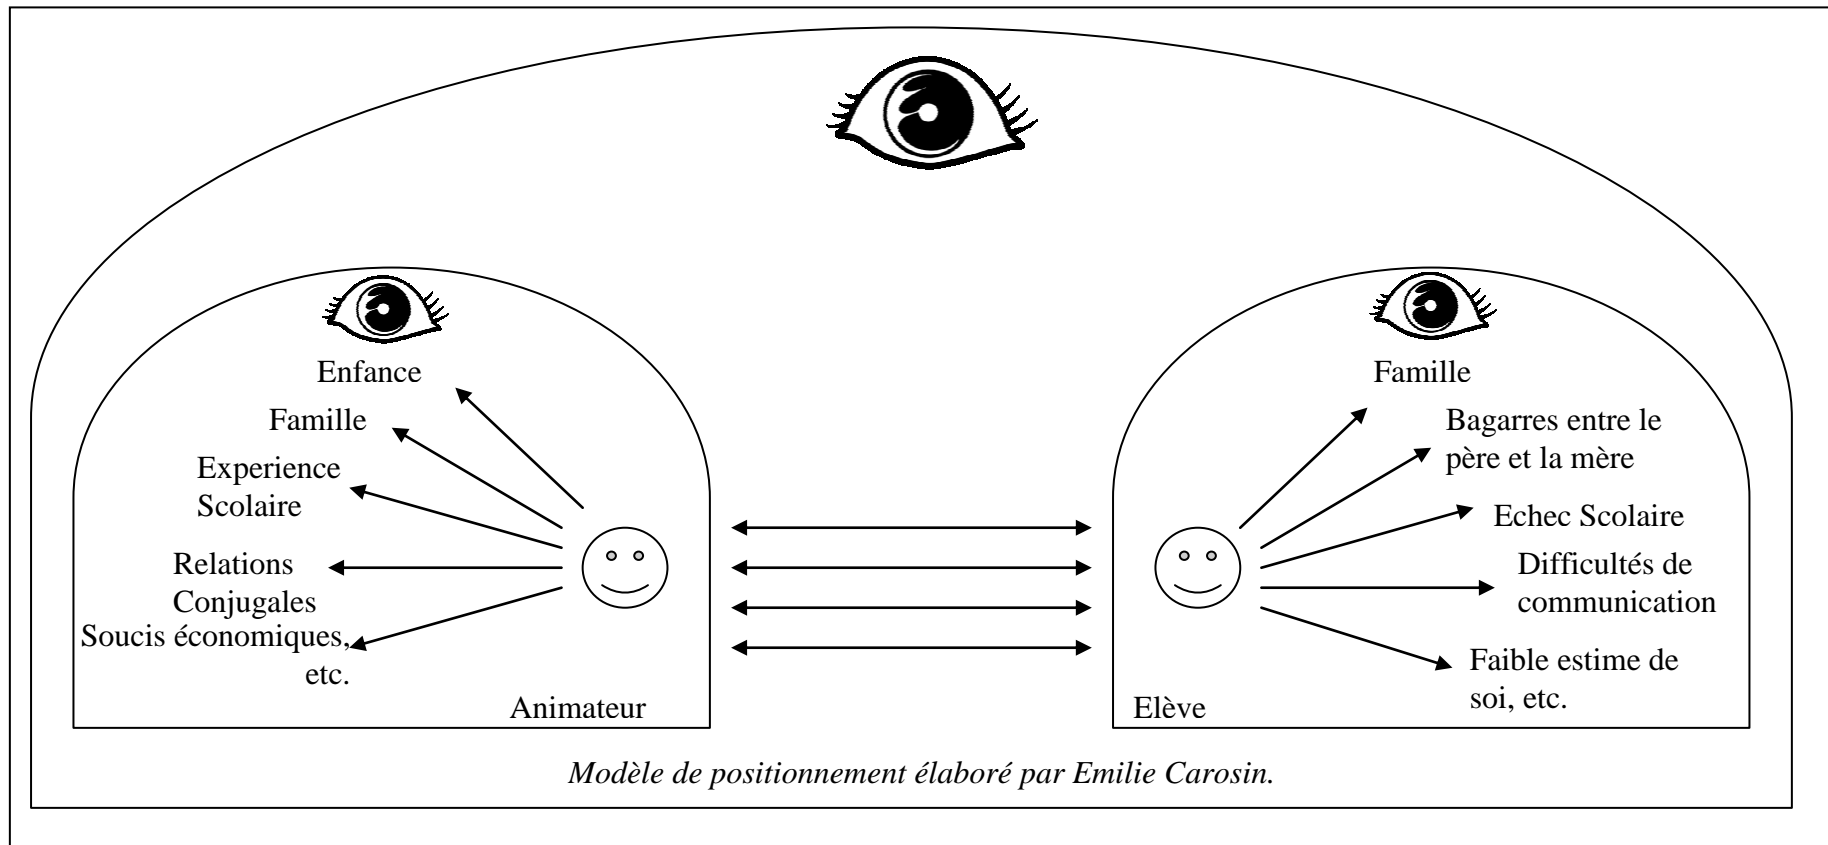 Enfance
Famille
Experience
Scolaire
Relations
Conjugales
Soucis économiques,
etc.
Animateur
Famille
Bagarres entre le
père et la mère
Echec Scolaire
Difficultés de
communication
Faible estime de
soi, etc.
Elève
Modèle de positionnement élaboré par Emilie Carosin.